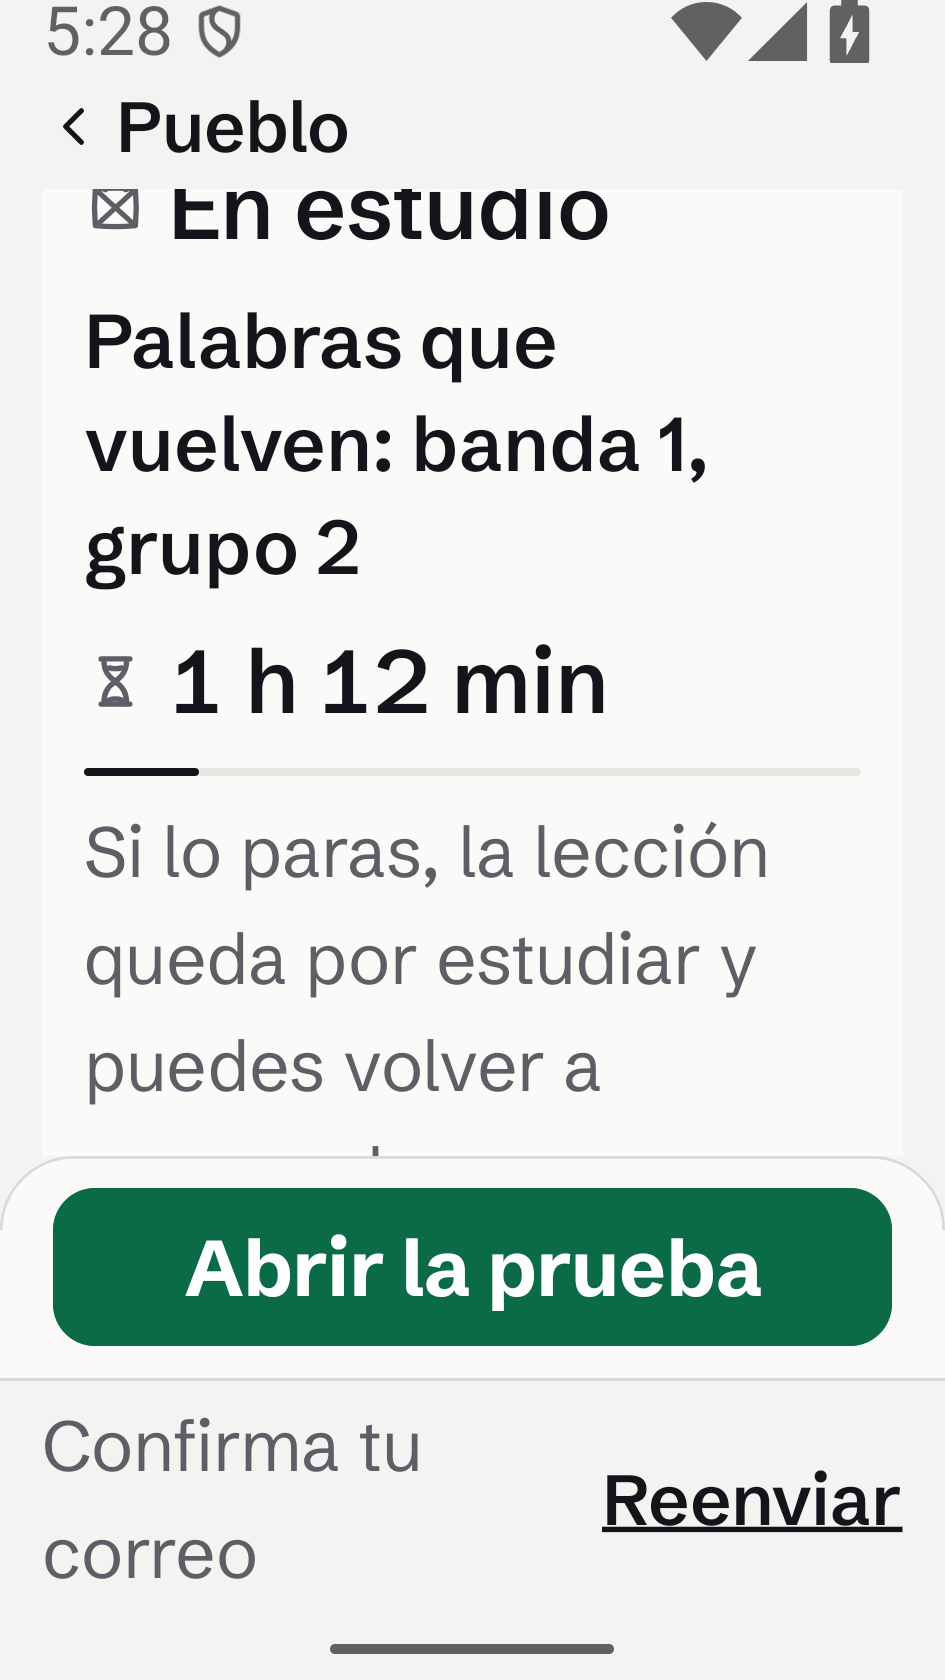 5:28
Pueblo
En estudio
Palabras que
vuelven: banda 1,
grupo 2
1 h 12 min
Si lo paras, la lección
queda por estudiar y
puedes volver a
Abrir la prueba
Confirma tu
correo
Reenviar